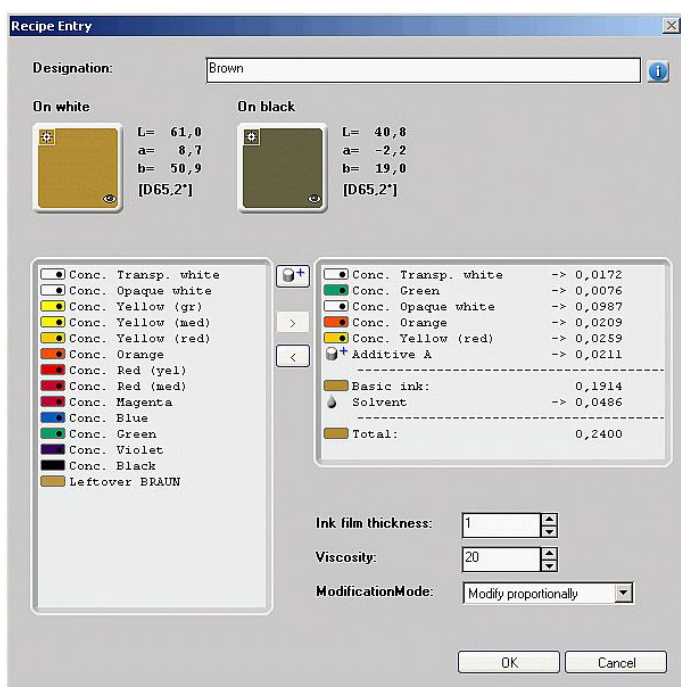 Recipe Entry
Designation: Brown
On white On black
L= 61,0 L= 40,8
a= 8,7 a= -2,2
b= 50,9 b= 19,0
[D65,2°] [D65,2°]
Conc. Transp. white
Conc. Opaque white
Conc. Yellow (gr)
Conc. Yellow (med)
Conc. Yellow (red)
Conc. Orange
Conc. Red (yel)
Conc. Red (med)
Conc. Magenta
Conc. Blue
Conc. Green
Conc. Violet
Conc. Black
Leftover BRAUN
+
>
<
Conc. Transp. white -> 0,0172
Conc. Green -> 0,0076
Conc. Opaque white -> 0,0987
Conc. Orange -> 0,0209
Conc. Yellow (red) -> 0,0259
+ Additive A -> 0,0211
Basic ink: 0,1914
Solvent -> 0,0486
Total: 0,2400
Ink film thickness: 1
Viscosity: 20
ModificationMode: Modify proportionally
OK Cancel